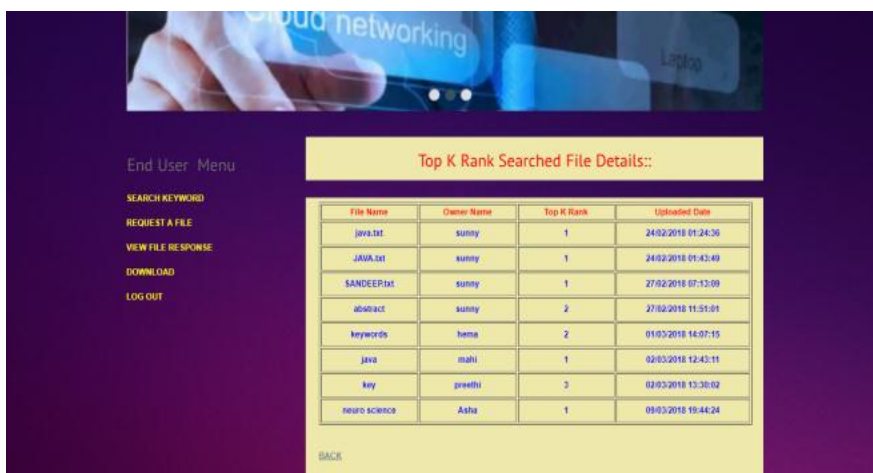 Cloud networking
Laptop
End User Menu
SEARCH KEYWORD
REQUEST A FILE
VIEW FILE RESPONSE
DOWNLOAD
LOG OUT
Top K Rank Searched File Details::
File Name Owner Name Top K Rank Uploaded Date
java.txt sunny 1 24/02/2018 01:24:36
JAVA.txt sunny 1 24/02/2018 01:43:49
SANDEEP.txt sunny 1 27/02/2018 07:13:09
abstract sunny 2 27/02/2018 11:51:01
keywords hema 2 01/03/2018 14:07:15
java mahi 1 02/03/2018 12:43:11
key preethi 3 02/03/2018 13:30:02
neuro science Asha 1 09/03/2018 19:44:24
BACK